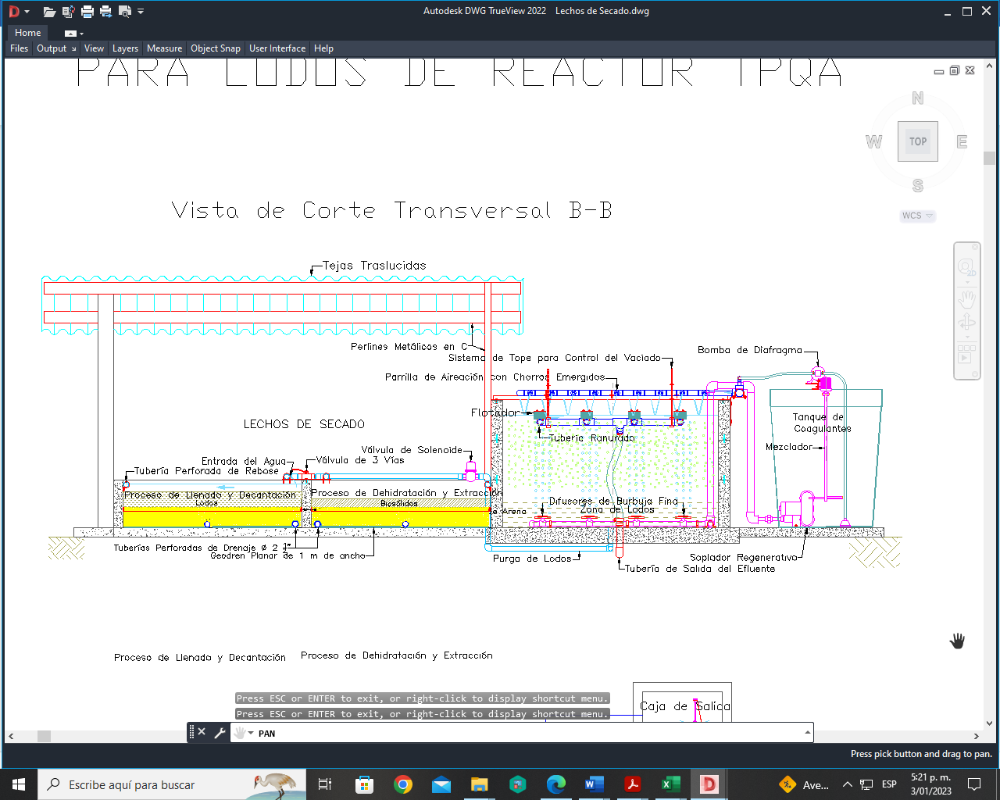 Autodesk DWG TrueView 2022 Lechos de Secado.dwg
Home
Files Output View Layers Measure Object Snap User Interface Help
PARA LODOS DE REACTOR TPQA
N
W TOP E
S
WCS
Vista de Corte Transversal B-B
2D
Tejas Traslucidas
Perlines Metálicos en C
Sistema de Tope para Control del Vaciado
Bomba de Diafragma
Parrilla de Aireación con Chorros Emergidos
Flotador
Tanque de
Coagulantes
LECHOS DE SECADO
Tubería Ranurada
Mezclador
Válvula de Solenoide
Entrada del Agua
Válvula de 3 Vías
Tubería Perforada de Rebose
Proceso de Llenado y Decantación
Proceso de Dehidratación y Extracción
Lodos
Biosólidos
Difusores de Burbuja Fina
Zona de Lodos
Arena
Tuberías Perforadas de Drenaje Ø 2 ½"
Geodren Planar de 1 m de ancho
Purga de Lodos
Soplador Regenerativo
Tubería de Salida del Efluente
Proceso de Llenado y Decantación
Proceso de Dehidratación y Extracción
Press ESC or ENTER to exit, or right-click to display shortcut menu.
Press ESC or ENTER to exit, or right-click to display shortcut menu.
Caja de Salida
PAN
Press pick button and drag to pan.
Escribe aquí para buscar
Ave...
ESP
5:21 p. m.
3/01/2023